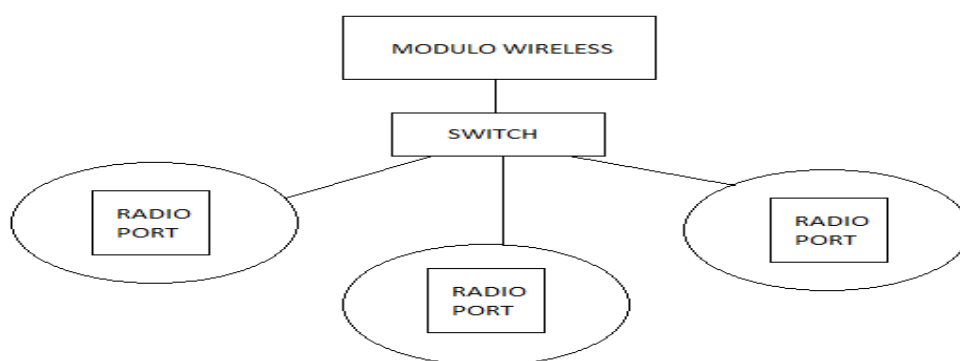 MODULO WIRELESS
SWITCH
RADIO
PORT
RADIO
PORT
RADIO
PORT